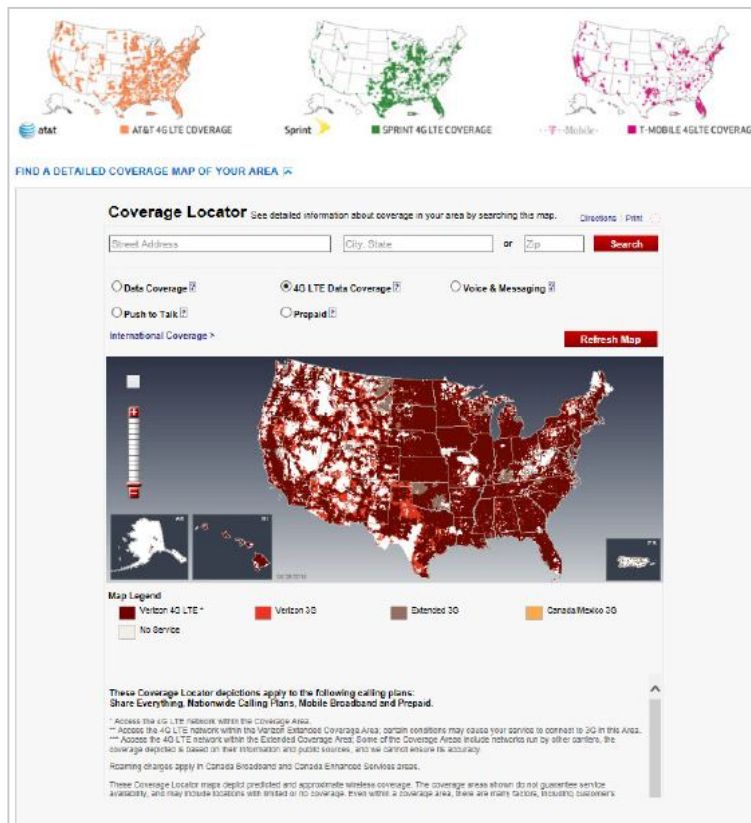 at&t
AT&T 4G LTE COVERAGE
Sprint
SPRINT 4G LTE COVERAGE
T-Mobile
T-MOBILE 4GLTE COVERAG
FIND A DETAILED COVERAGE MAP OF YOUR AREA
Coverage Locator See detailed information about coverage in your area by searching this map. Directions | Print
Street Address City, State or Zip Search
Data Coverage ? 4G LTE Data Coverage ? Voice & Messaging ?
Push to Talk ? Prepaid ?
International Coverage >
Refresh Map
AK
HI
PR
Map Legend
Verizon 4G LTE * Verizon 3G Extended 3G Canada/Mexico 3G
No Service
These Coverage Locator depictions apply to the following calling plans:
Share Everything, Nationwide Calling Plans, Mobile Broadband and Prepaid.
* Access the 4G LTE network within the Coverage Area.
** Access the 4G LTE network within the Verizon Extended Coverage Area; certain conditions may cause your service to connect to 3G in this Area.
*** Access the 4G LTE network within the Extended Coverage Area; Some of the Coverage Areas include networks run by other carriers, the
coverage depicted is based on their information and public sources, and we cannot ensure its accuracy.
Roaming charges apply in Canada Broadband and Canada Enhanced Services areas.
These Coverage Locator maps depict predicted and approximate wireless coverage. The coverage areas shown do not guarantee service
availability, and may include locations with limited or no coverage. Even within a coverage area, there are many factors, including customer's